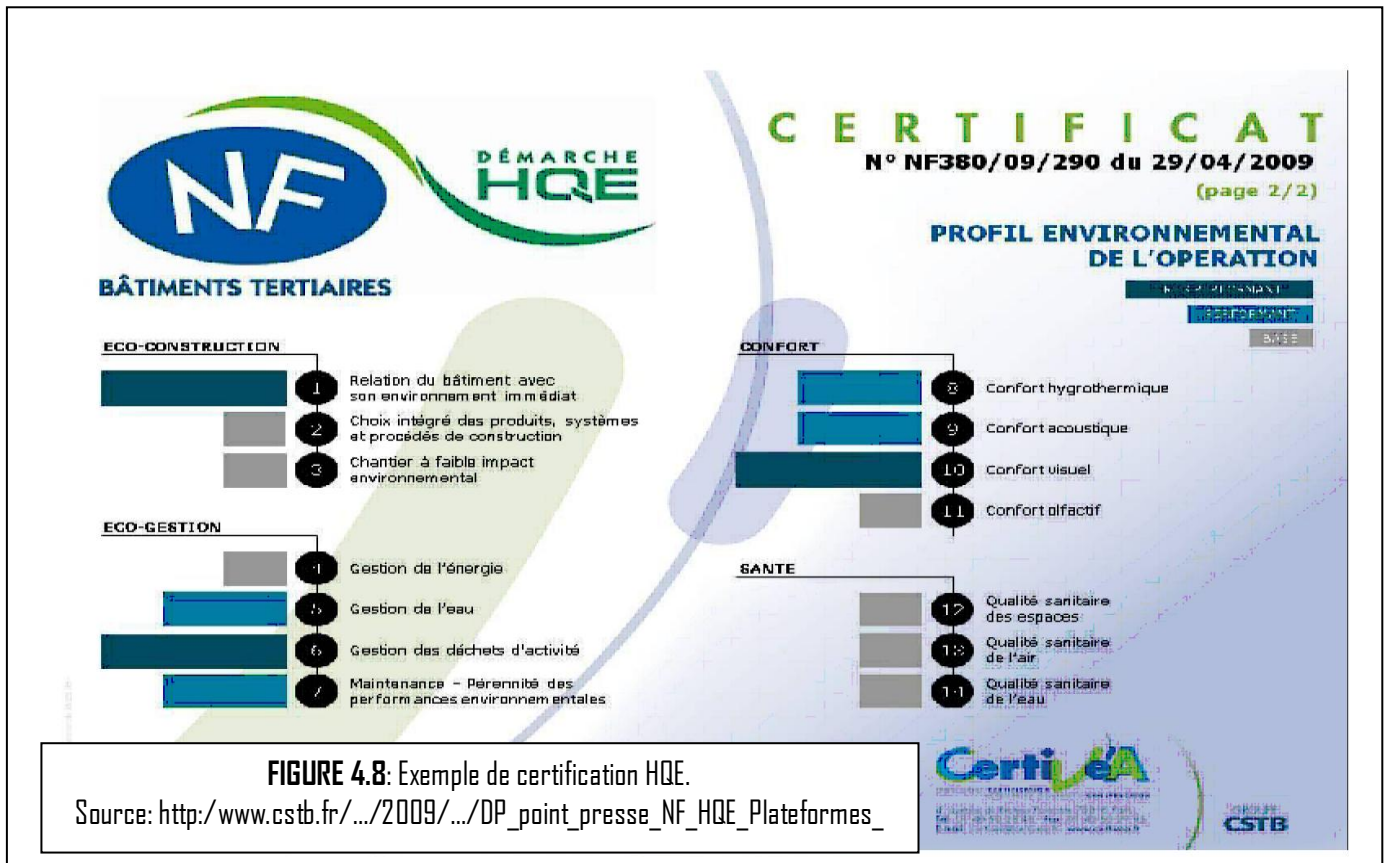 NF
DÉMARCHE
HQE
BÂTIMENTS TERTIAIRES
CERTIFICAT
N° NF380/09/290 du 29/04/2009
(page 2/2)
PROFIL ENVIRONNEMENTAL
DE L'OPERATION
PERFORMANT
BASE
ECO-CONSTRUCTION
1 Relation du bâtiment avec
son environnement immédiat
2 Choix intégré des produits, systèmes
et procédés de construction
3 Chantier à faible impact
environnemental
ECO-GESTION
4 Gestion de l'énergie
5 Gestion de l'eau
6 Gestion des déchets d'activité
7 Maintenance – Pérennité des
performances environnementales
CONFORT
8 Confort hygrothermique
9 Confort acoustique
10 Confort visuel
11 Confort olfactif
SANTE
12 Qualité sanitaire
des espaces
13 Qualité sanitaire
de l'air
14 Qualité sanitaire
de l'eau
CertivéA
CSTB
FIGURE 4.8: Exemple de certification HQE.
Source: http:/www.cstb.fr/.../2009/.../DP_point_presse_NF_HQE_Plateformes_